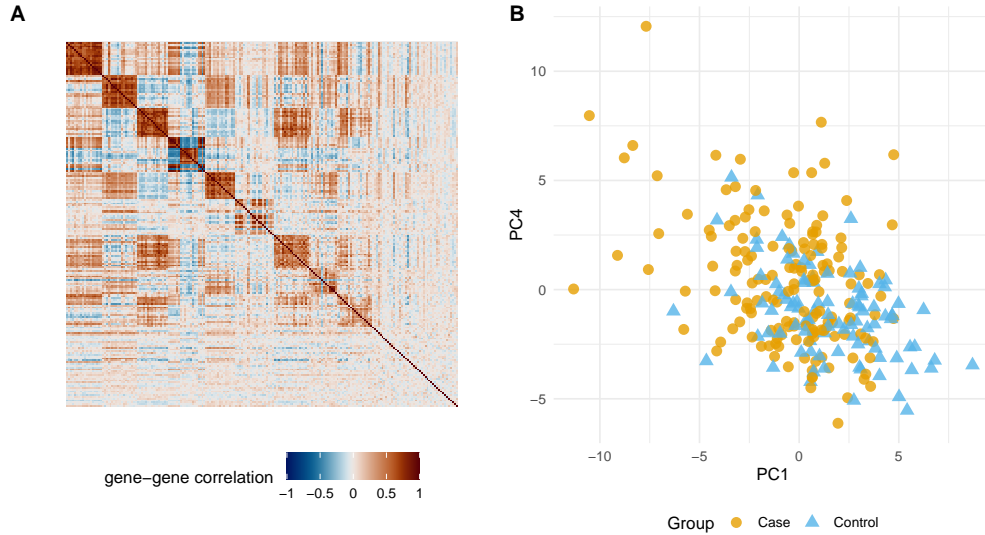 A
gene−gene correlation
−1 −0.5 0 0.5 1
B
10
5
0
−5
PC4
−10 −5 0 5
PC1
Group Case Control